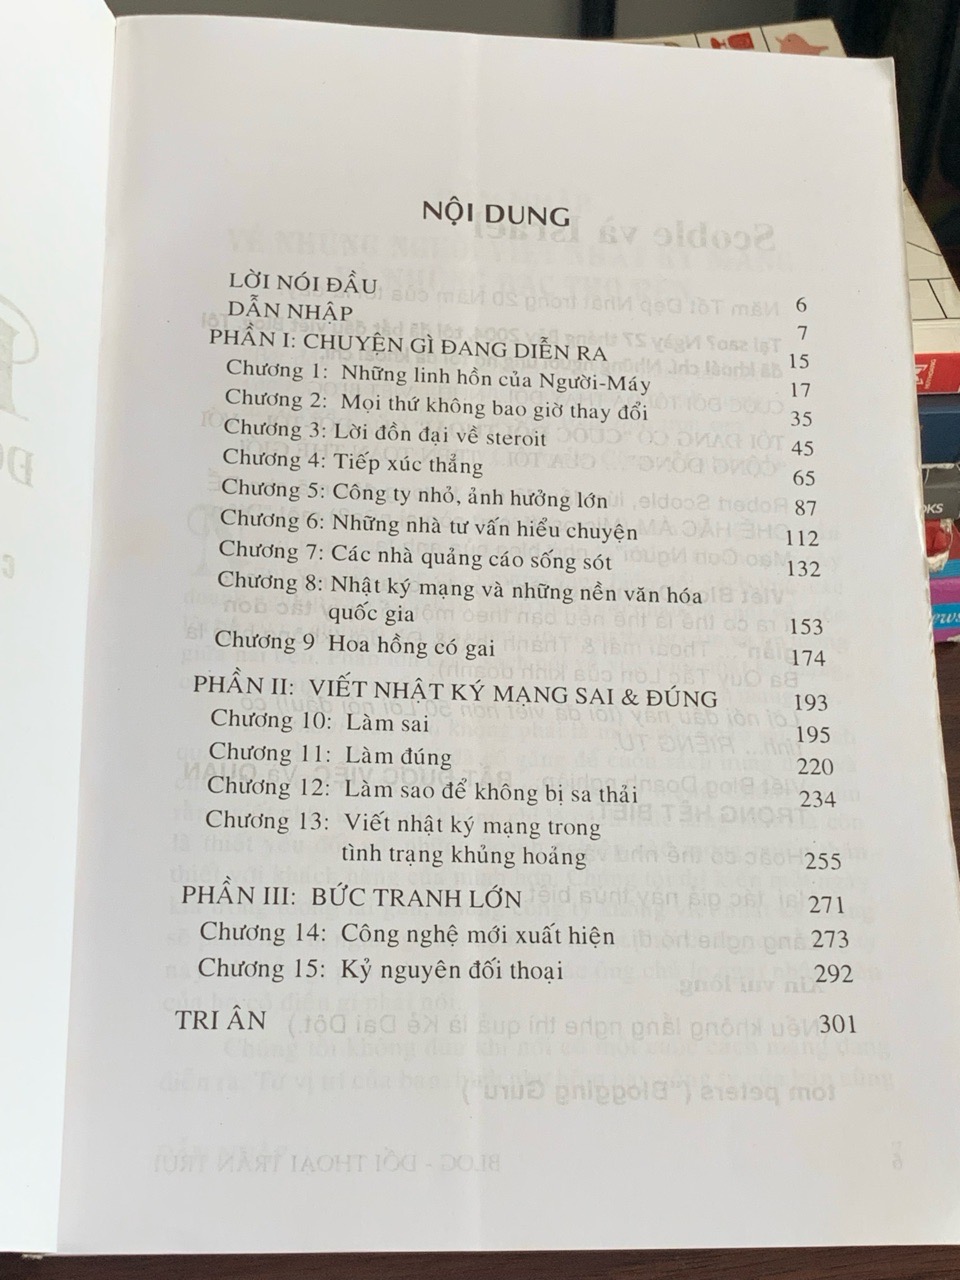 NỘI DUNG
LỜI NÓI ĐẦU 6
DẪN NHẬP 7
PHẦN I: CHUYỆN GÌ ĐANG DIỄN RA 15
Chương 1: Những linh hồn của Người-Máy 17
Chương 2: Mọi thứ không bao giờ thay đổi 35
Chương 3: Lời đồn đại về steroit 45
Chương 4: Tiếp xúc thẳng 65
Chương 5: Công ty nhỏ, ảnh hưởng lớn 87
Chương 6: Những nhà tư vấn hiểu chuyện 112
Chương 7: Các nhà quảng cáo sống sót 132
Chương 8: Nhật ký mạng và những nền văn hóa
quốc gia 153
Chương 9 Hoa hồng có gai 174
PHẦN II: VIẾT NHẬT KÝ MẠNG SAI & ĐÚNG 193
Chương 10: Làm sai 195
Chương 11: Làm đúng 220
Chương 12: Làm sao để không bị sa thải 234
Chương 13: Viết nhật ký mạng trong
tình trạng khủng hoảng 255
PHẦN III: BỨC TRANH LỚN 271
Chương 14: Công nghệ mới xuất hiện 273
Chương 15: Kỷ nguyên đối thoại 292
TRI ÂN 301